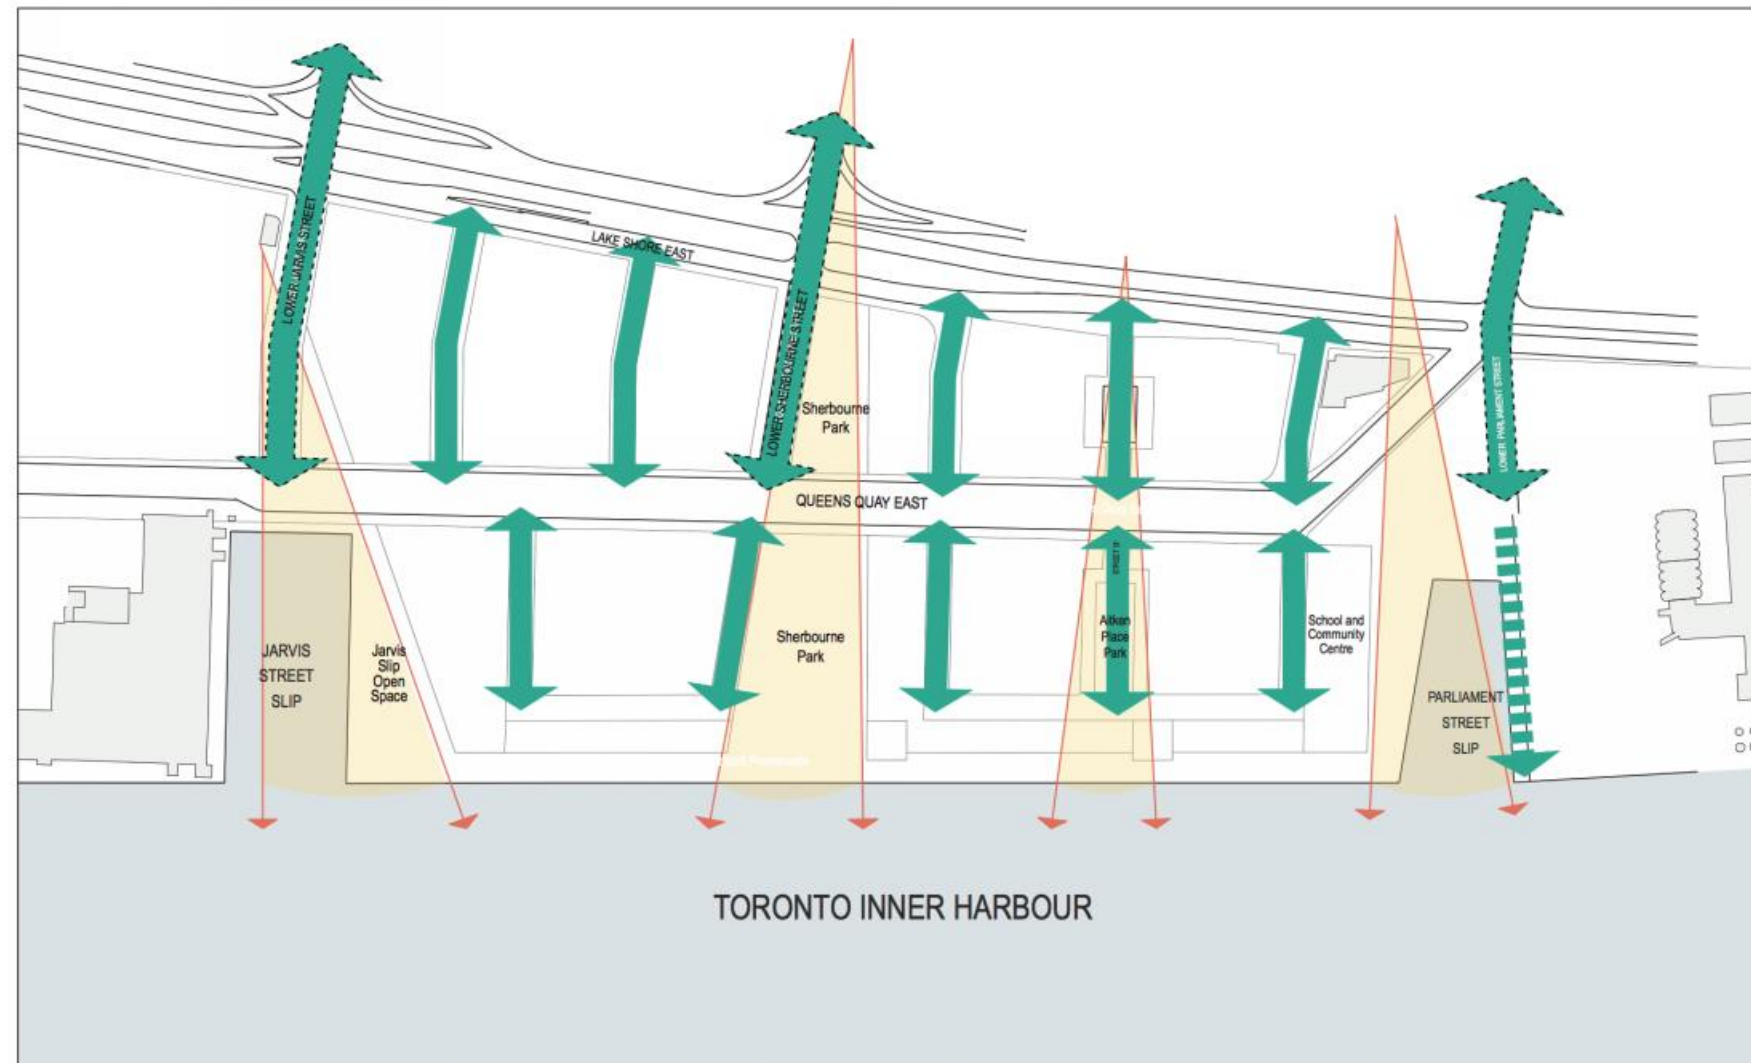 LOWER JARVIS STREET
LAKE SHORE EAST
LOWER SHERBOURNE STREET
LOWER PARLIAMENT STREET
Sherbourne
Park
QUEENS QUAY EAST
JARVIS
STREET
SLIP
Jarvis
Slip
Open
Space
Sherbourne
Park
Aitken
Place
Park
School and
Community
Centre
PARLIAMENT
STREET
SLIP
TORONTO INNER HARBOUR